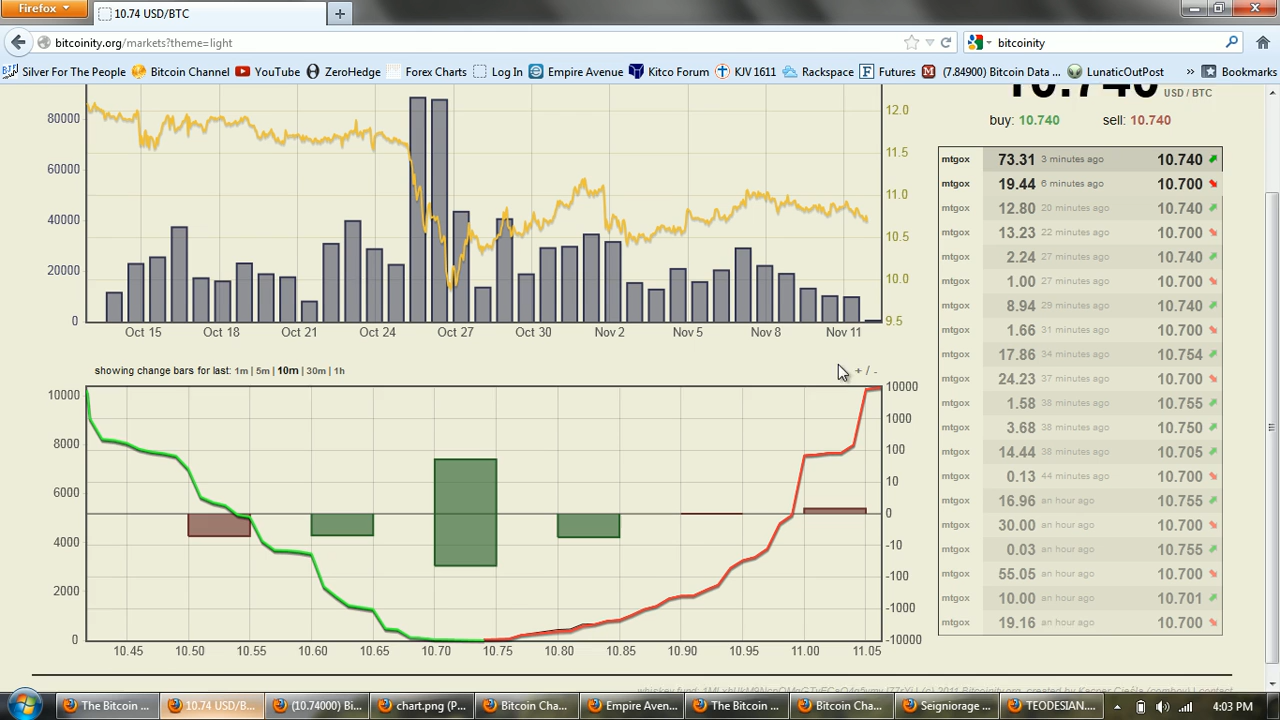 Firefox
10.74 USD/BTC
bitcoinity.org/markets?theme=light
bitcoinity
Silver For The People Bitcoin Channel YouTube ZeroHedge Forex Charts Log In Empire Avenue Kitco Forum KJV 1611 Rackspace Futures (7.84900) Bitcoin Data ... LunaticOutPost » Bookmarks
USD / BTC
buy: 10.740 sell: 10.740
80000 12.0
60000 11.5
40000 11.0
20000 10.5
10.0
0 9.5
Oct 15 Oct 18 Oct 21 Oct 24 Oct 27 Oct 30 Nov 2 Nov 5 Nov 8 Nov 11
showing change bars for last: 1m | 5m | 10m | 30m | 1h + / -
10000 10000
1000
8000 100
6000 10
0
4000 -10
2000 -100
-1000
0 -10000
10.45 10.50 10.55 10.60 10.65 10.70 10.75 10.80 10.85 10.90 10.95 11.00 11.05
mtgox 73.31 3 minutes ago 10.740
mtgox 19.44 6 minutes ago 10.700
mtgox 12.80 20 minutes ago 10.740
mtgox 13.23 22 minutes ago 10.700
mtgox 2.24 27 minutes ago 10.740
mtgox 1.00 27 minutes ago 10.700
mtgox 8.94 29 minutes ago 10.740
mtgox 1.66 31 minutes ago 10.700
mtgox 17.86 34 minutes ago 10.754
mtgox 24.23 37 minutes ago 10.700
mtgox 1.58 38 minutes ago 10.755
mtgox 3.68 38 minutes ago 10.750
mtgox 14.44 38 minutes ago 10.705
mtgox 0.13 44 minutes ago 10.700
mtgox 16.96 an hour ago 10.755
mtgox 30.00 an hour ago 10.700
mtgox 0.03 an hour ago 10.755
mtgox 55.05 an hour ago 10.700
mtgox 10.00 an hour ago 10.701
mtgox 19.16 an hour ago 10.700
The Bitcoin ... 10.74 USD/B... (10.74000) Bi... chart.png (P... Bitcoin Cha... Empire Aven... The Bitcoin ... Bitcoin Cha... Seigniorage ... TEODESIAN... 4:03 PM